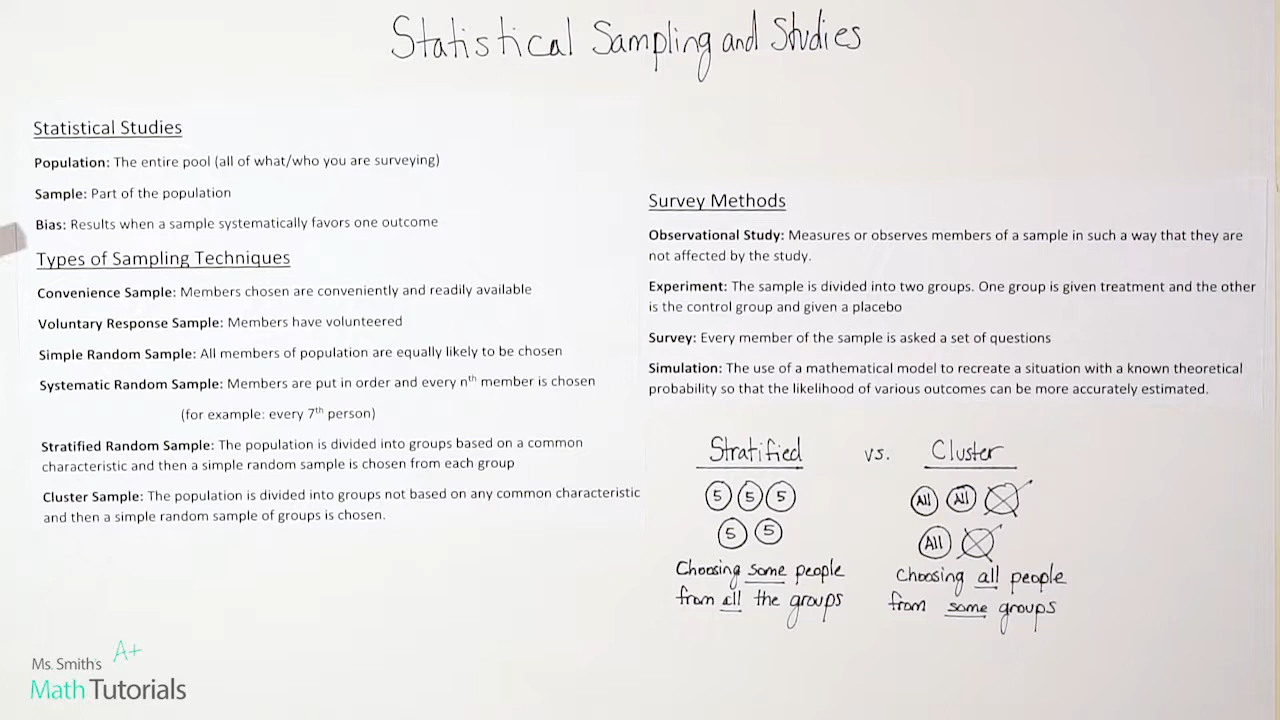 Statistical Sampling and Studies
Statistical Studies
Population: The entire pool (all of what/who you are surveying)
Sample: Part of the population
Bias: Results when a sample systematically favors one outcome
Types of Sampling Techniques
Convenience Sample: Members chosen are conveniently and readily available
Voluntary Response Sample: Members have volunteered
Simple Random Sample: All members of population are equally likely to be chosen
Systematic Random Sample: Members are put in order and every nth member is chosen
(for example: every 7th person)
Stratified Random Sample: The population is divided into groups based on a common
characteristic and then a simple random sample is chosen from each group
Cluster Sample: The population is divided into groups not based on any common characteristic
and then a simple random sample of groups is chosen.
Survey Methods
Observational Study: Measures or observes members of a sample in such a way that they are
not affected by the study.
Experiment: The sample is divided into two groups. One group is given treatment and the other
is the control group and given a placebo
Survey: Every member of the sample is asked a set of questions
Simulation: The use of a mathematical model to recreate a situation with a known theoretical
probability so that the likelihood of various outcomes can be more accurately estimated.
Stratified vs. Cluster
5 5 5
5 5
Choosing some people
from all the groups
All All
All
Choosing all people
from some groups
Ms. Smith's A+
Math Tutorials